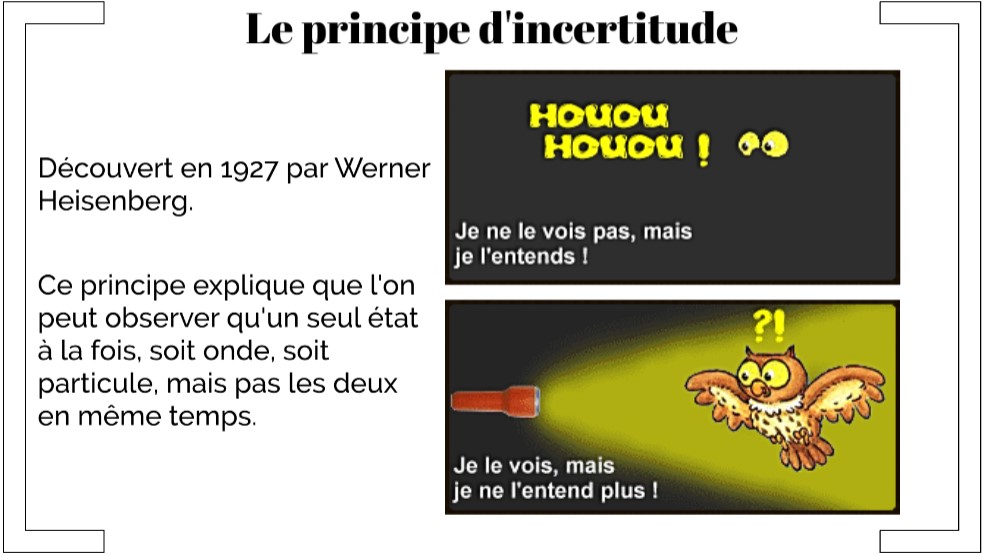 Le principe d'incertitude
Découvert en 1927 par Werner
Heisenberg.
Ce principe explique que l'on
peut observer qu'un seul état
à la fois, soit onde, soit
particule, mais pas les deux
en même temps.
HOUOU
HOUOU !
Je ne le vois pas, mais
je l'entends !
?!
Je le vois, mais
je ne l'entend plus !